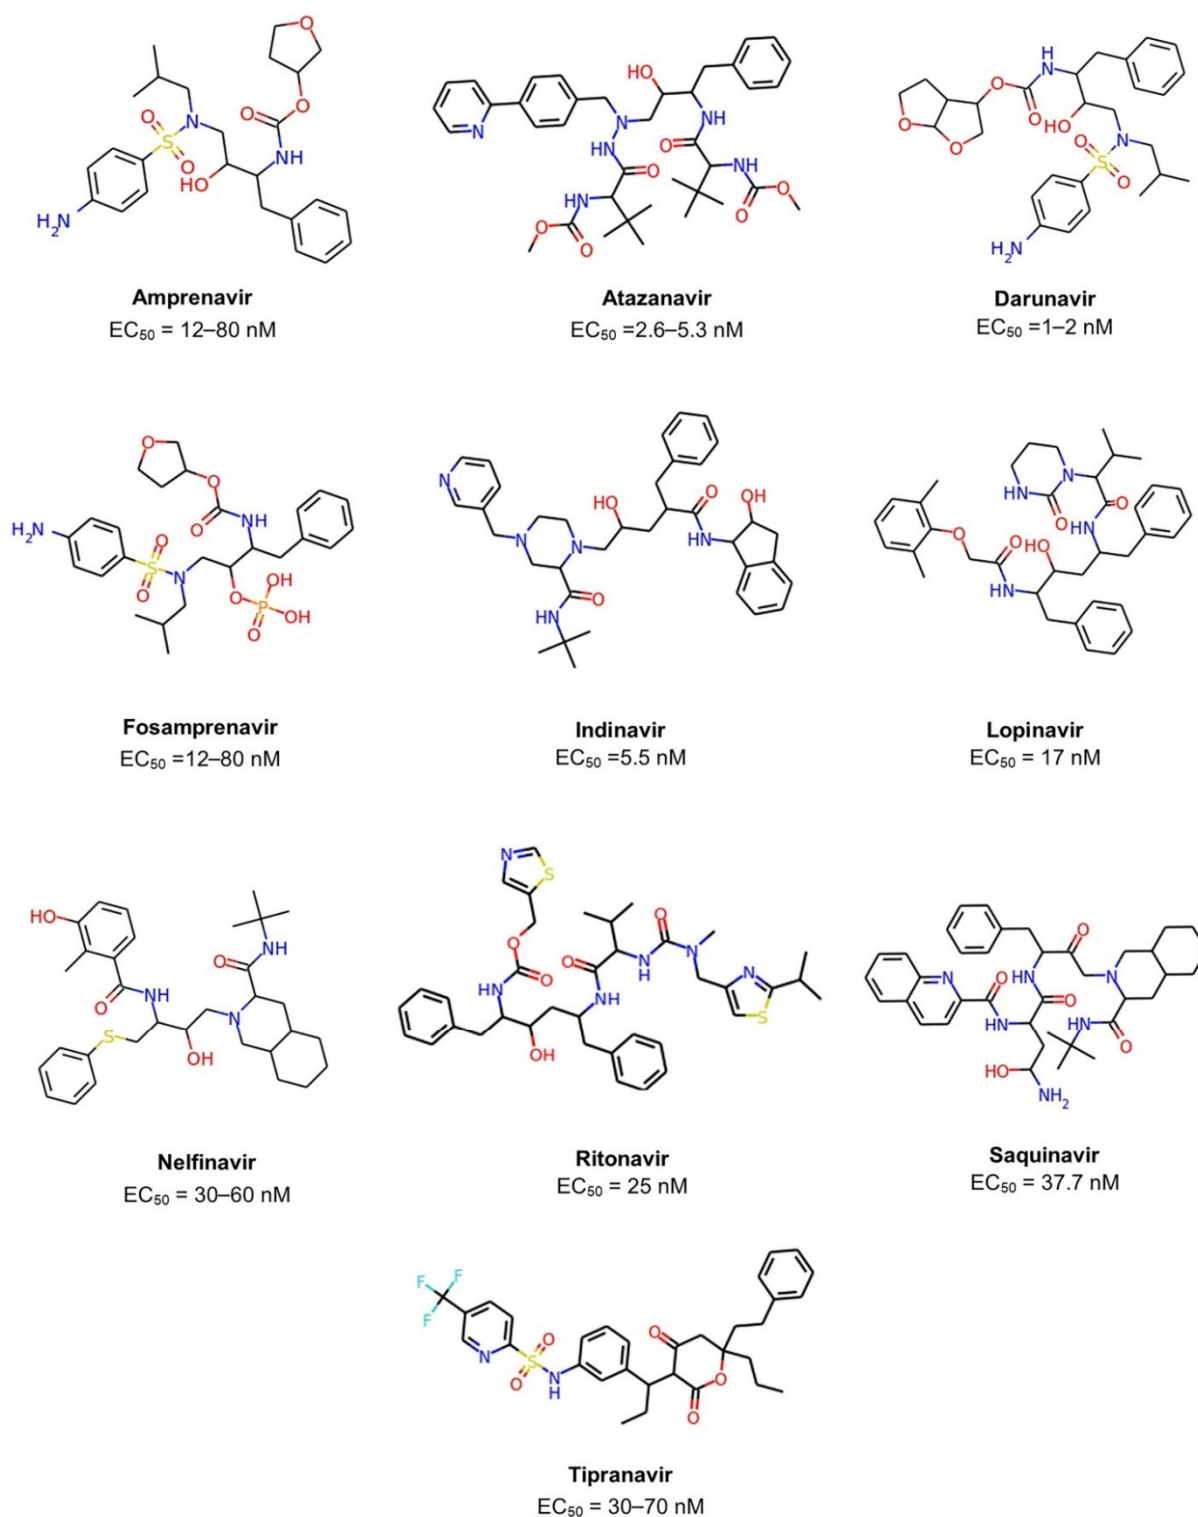 Amprenavir
EC₅₀ = 12–80 nM
Atazanavir
EC₅₀ =2.6–5.3 nM
Darunavir
EC₅₀ =1–2 nM
Fosamprenavir
EC₅₀ =12–80 nM
Indinavir
EC₅₀ =5.5 nM
Lopinavir
EC₅₀ = 17 nM
Nelfinavir
EC₅₀ = 30–60 nM
Ritonavir
EC₅₀ = 25 nM
Saquinavir
EC₅₀ = 37.7 nM
Tipranavir
EC₅₀ = 30–70 nM